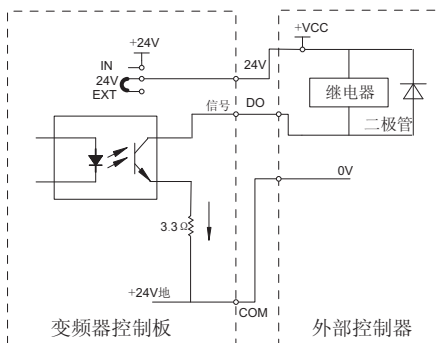 +24V
+VCC
IN
24V
24V
EXT
信号
DO
继电器
二极管
0V
3.3 Ω
+24V地
COM
变频器控制板
外部控制器